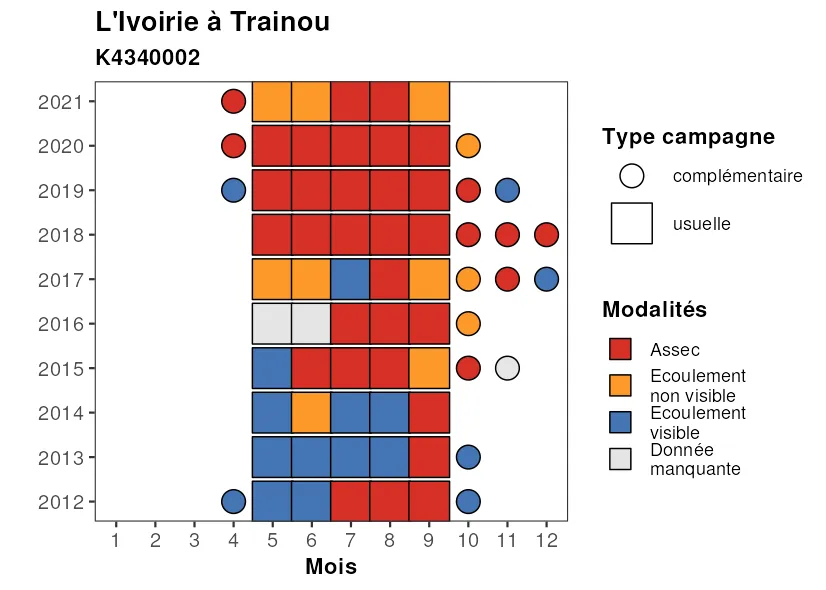 L'Ivoirie à Trainou
K4340002
2021
2020
2019
2018
2017
2016
2015
2014
2013
2012
1 2 3 4 5 6 7 8 9 10 11 12
Mois
Type campagne
complémentaire
usuelle
Modalités
Assec
Ecoulement
non visible
Ecoulement
visible
Donnée
manquante